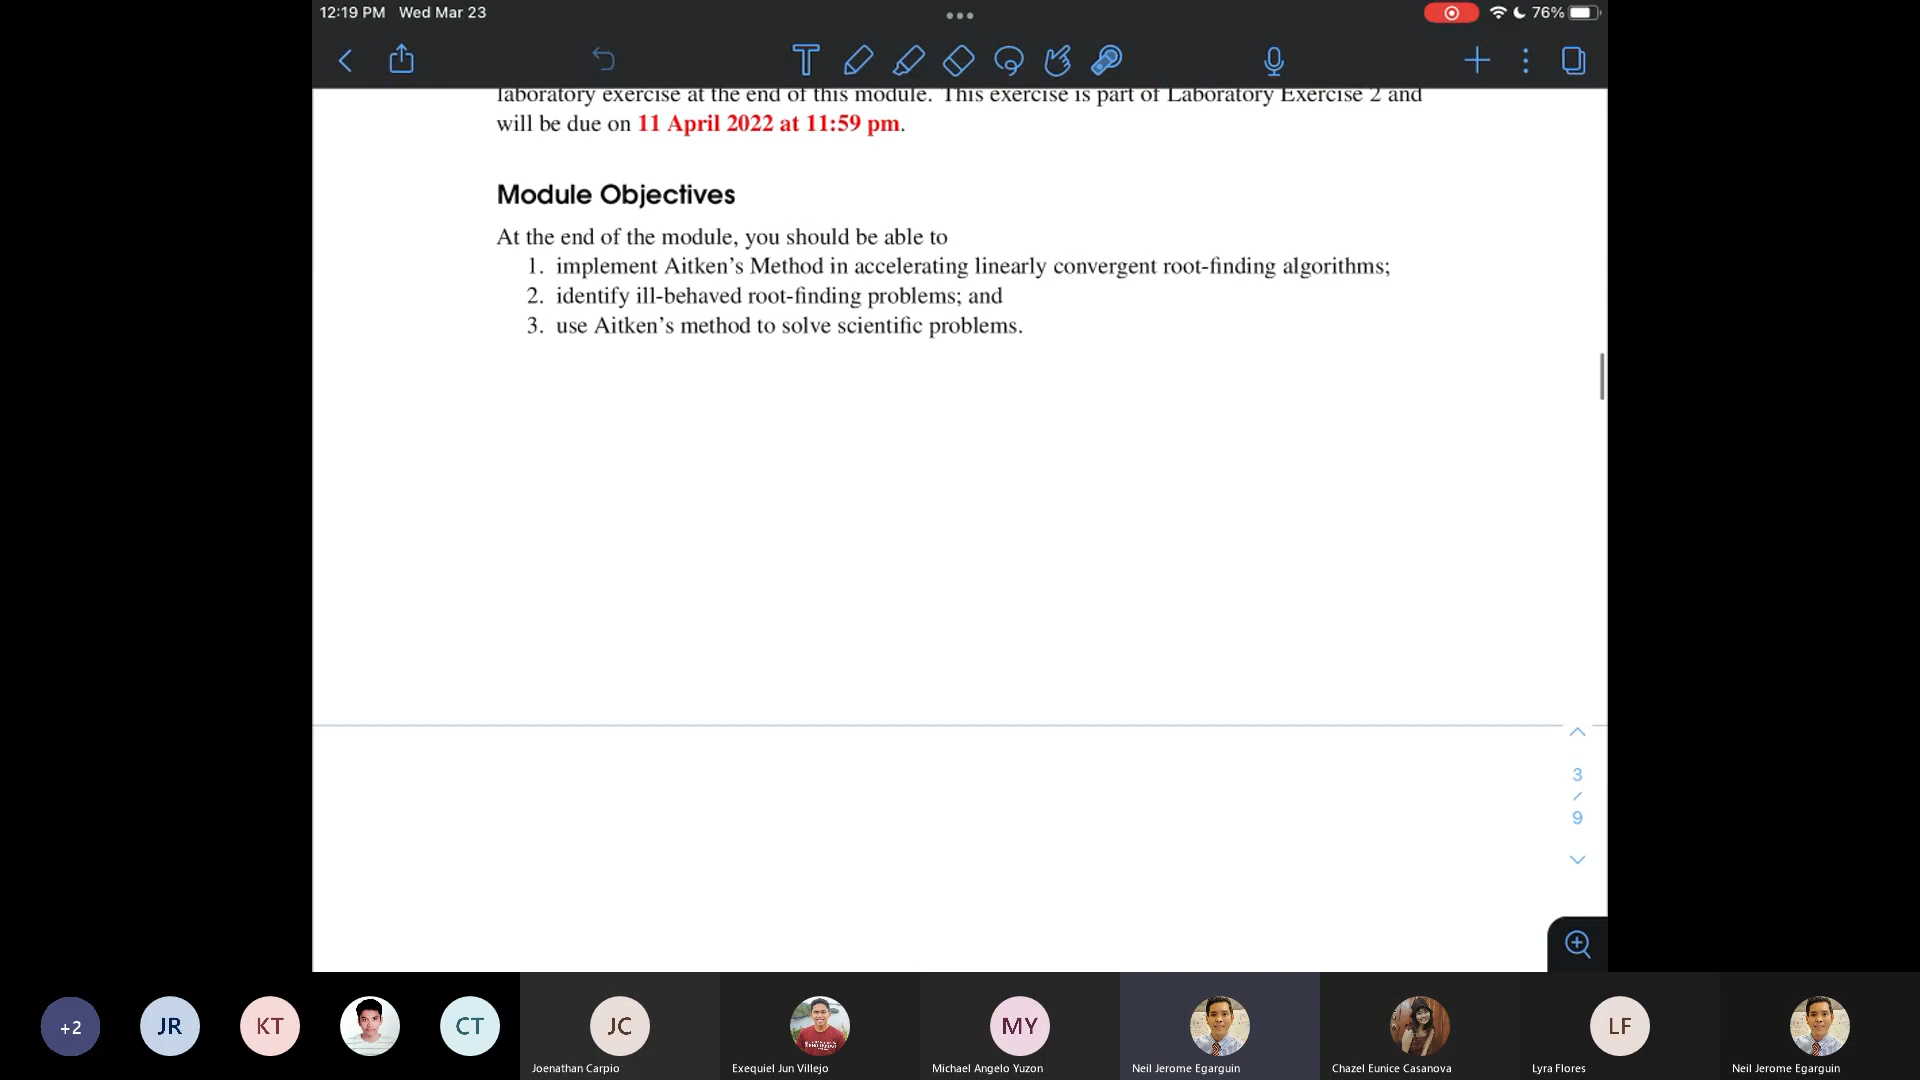 12:19 PM Wed Mar 23
76%
laboratory exercise at the end of this module. This exercise is part of Laboratory Exercise 2 and
will be due on 11 April 2022 at 11:59 pm.
Module Objectives
At the end of the module, you should be able to
1. implement Aitken's Method in accelerating linearly convergent root-finding algorithms;
2. identify ill-behaved root-finding problems; and
3. use Aitken's method to solve scientific problems.
3
/
9
+2
JR
KT
CT
JC
MY
LF
Joenathan Carpio
Exequiel Jun Villejo
Michael Angelo Yuzon
Neil Jerome Egarguin
Chazel Eunice Casanova
Lyra Flores
Neil Jerome Egarguin